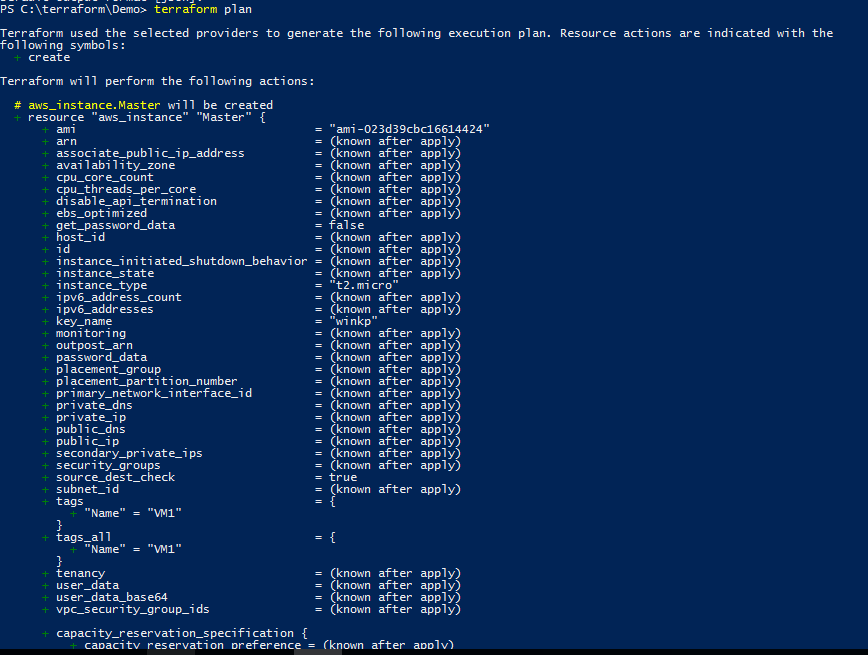 PS C:\terraform\Demo> terraform plan
Terraform used the selected providers to generate the following execution plan. Resource actions are indicated with the
following symbols:
+ create
Terraform will perform the following actions:
# aws_instance.Master will be created
+ resource "aws_instance" "Master" {
+ ami = "ami-023d39cbc16614424"
+ arn = (known after apply)
+ associate_public_ip_address = (known after apply)
+ availability_zone = (known after apply)
+ cpu_core_count = (known after apply)
+ cpu_threads_per_core = (known after apply)
+ disable_api_termination = (known after apply)
+ ebs_optimized = (known after apply)
+ get_password_data = false
+ host_id = (known after apply)
+ id = (known after apply)
+ instance_initiated_shutdown_behavior = (known after apply)
+ instance_state = (known after apply)
+ instance_type = "t2.micro"
+ ipv6_address_count = (known after apply)
+ ipv6_addresses = (known after apply)
+ key_name = "winkp"
+ monitoring = (known after apply)
+ outpost_arn = (known after apply)
+ password_data = (known after apply)
+ placement_group = (known after apply)
+ placement_partition_number = (known after apply)
+ primary_network_interface_id = (known after apply)
+ private_dns = (known after apply)
+ private_ip = (known after apply)
+ public_dns = (known after apply)
+ public_ip = (known after apply)
+ secondary_private_ips = (known after apply)
+ security_groups = (known after apply)
+ source_dest_check = true
+ subnet_id = (known after apply)
+ tags = {
+ "Name" = "VM1"
}
+ tags_all = {
+ "Name" = "VM1"
}
+ tenancy = (known after apply)
+ user_data = (known after apply)
+ user_data_base64 = (known after apply)
+ vpc_security_group_ids = (known after apply)
+ capacity_reservation_specification {
+ capacity_reservation_preference = (known after apply)